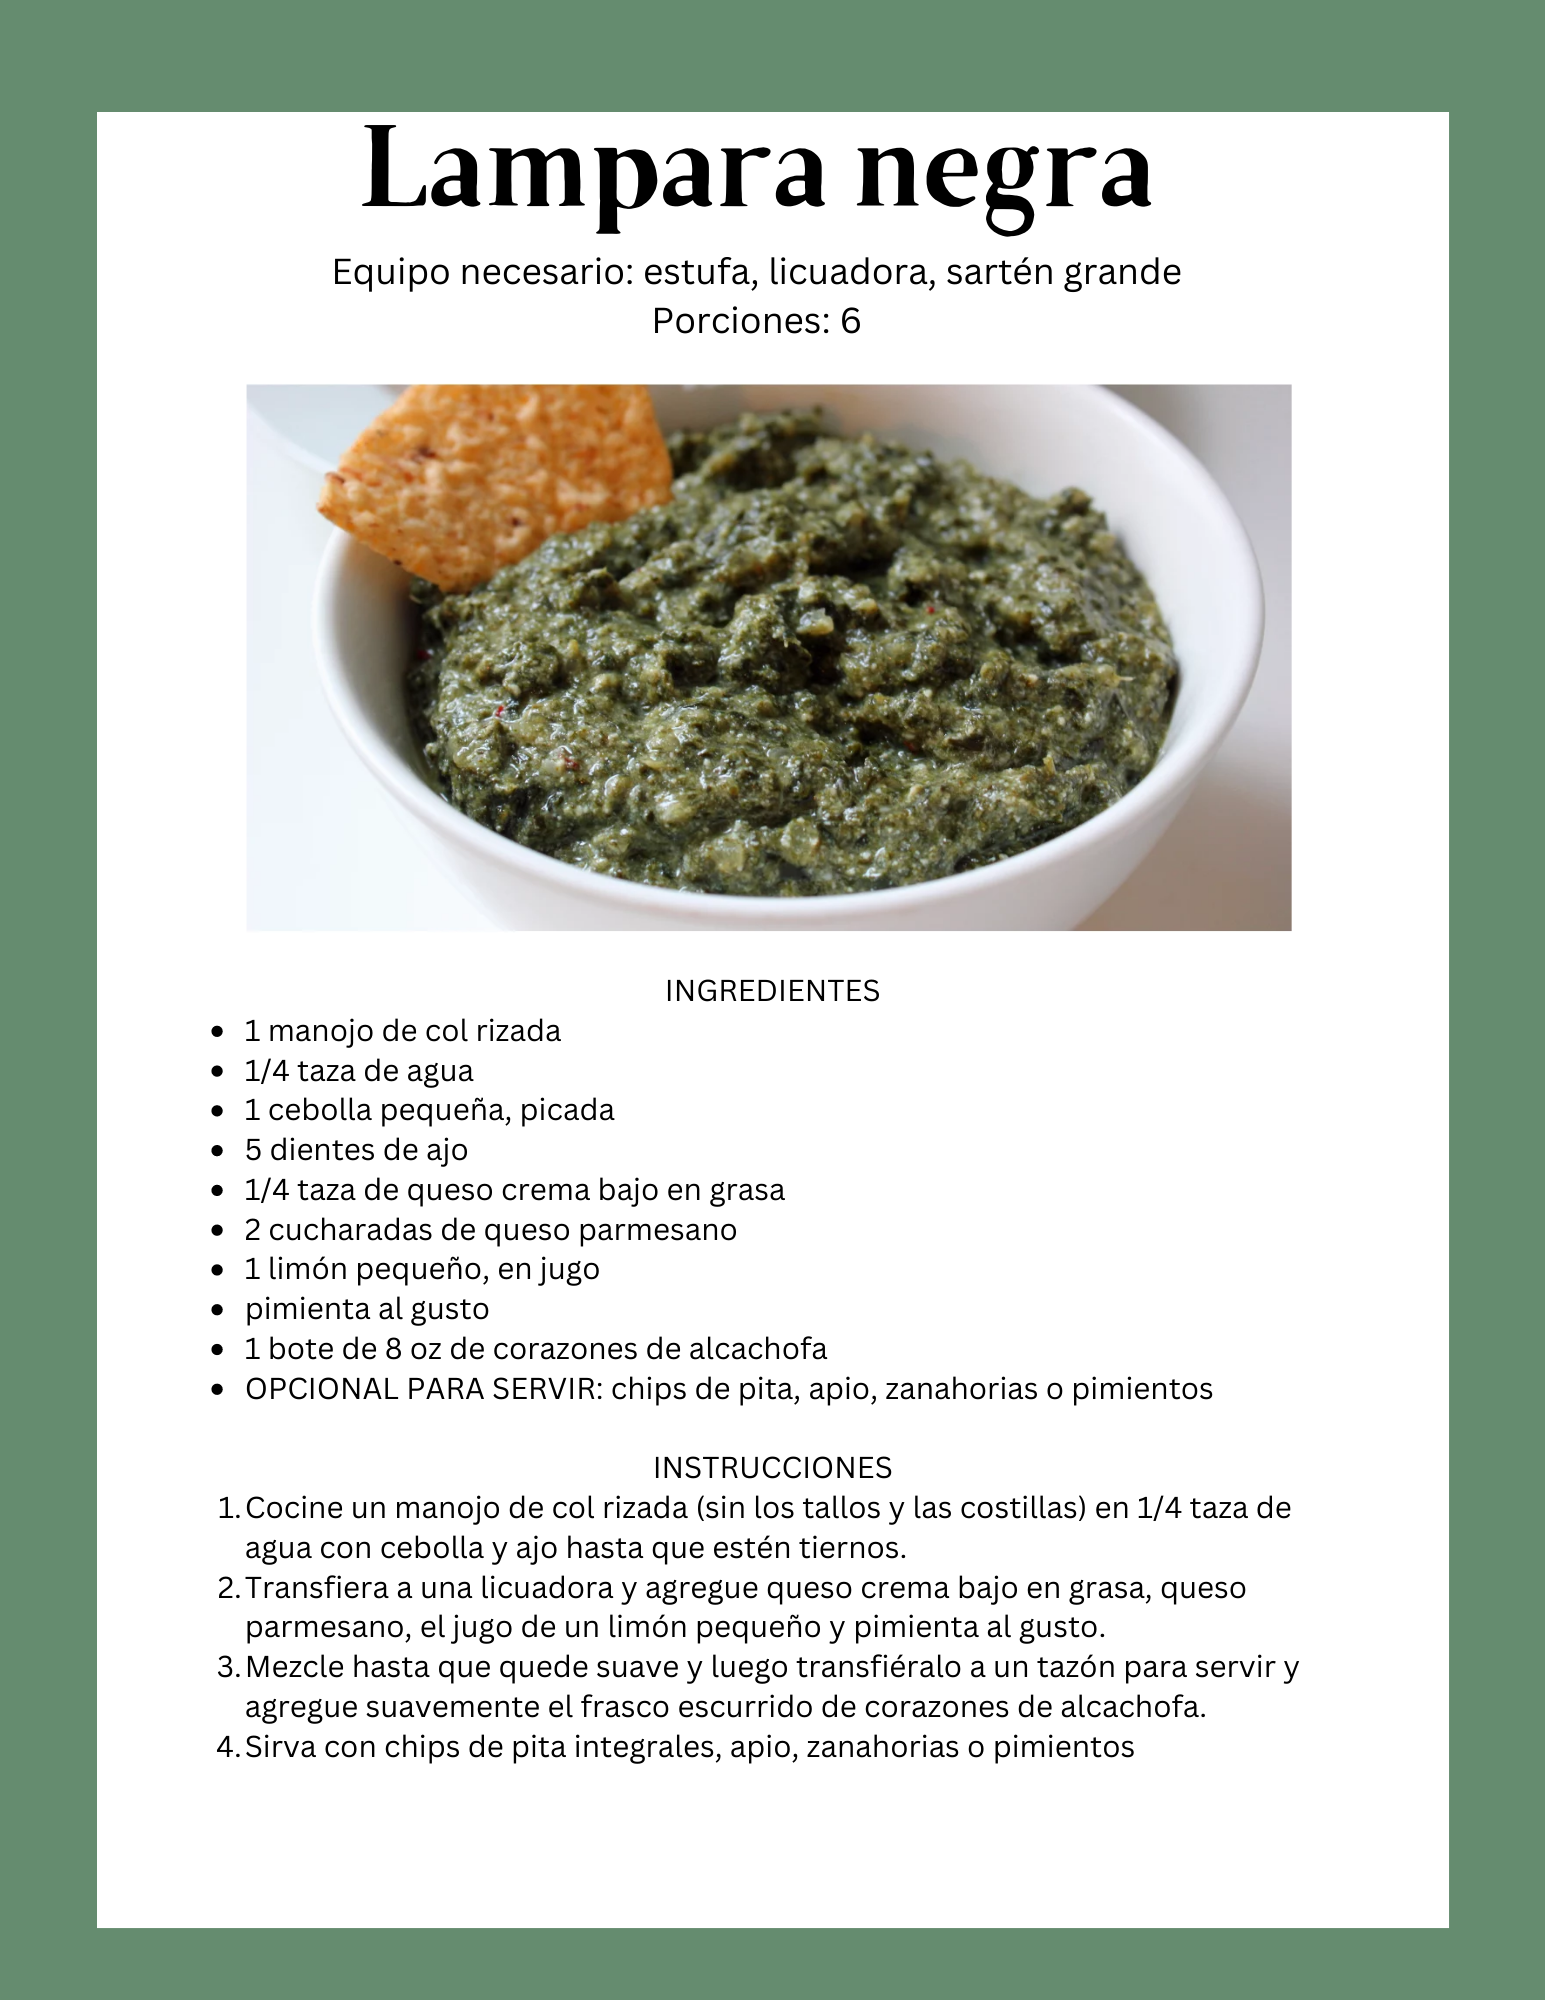 Lampara negra
Equipo necesario: estufa, licuadora, sartén grande
Porciones: 6
INGREDIENTES
• 1 manojo de col rizada
• 1/4 taza de agua
• 1 cebolla pequeña, picada
• 5 dientes de ajo
• 1/4 taza de queso crema bajo en grasa
• 2 cucharadas de queso parmesano
• 1 limón pequeño, en jugo
• pimienta al gusto
• 1 bote de 8 oz de corazones de alcachofa
• OPCIONAL PARA SERVIR: chips de pita, apio, zanahorias o pimientos
INSTRUCCIONES
1. Cocine un manojo de col rizada (sin los tallos y las costillas) en 1/4 taza de
agua con cebolla y ajo hasta que estén tiernos.
2. Transfiera a una licuadora y agregue queso crema bajo en grasa, queso
parmesano, el jugo de un limón pequeño y pimienta al gusto.
3. Mezcle hasta que quede suave y luego transfiéralo a un tazón para servir y
agregue suavemente el frasco escurrido de corazones de alcachofa.
4. Sirva con chips de pita integrales, apio, zanahorias o pimientos